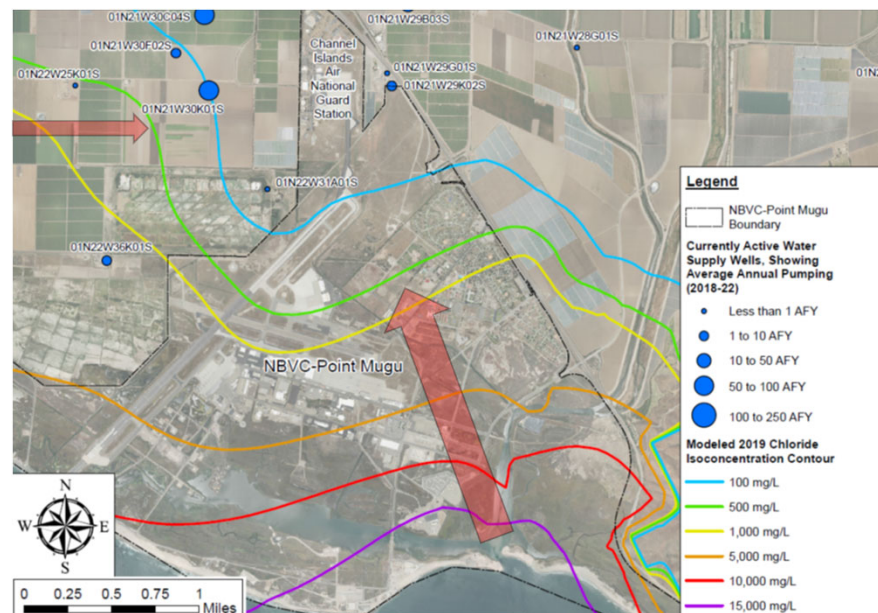 01N21W30C04S
01N21W29B03S
01N21W30F02S
Channel
Islands
Air
National
Guard
Station
01N21W28G01S
01N22W25K01S
01N21W29G01S
01N21W29K02S
01N21W30K01S
01N22W31A01S
01N22W36K01S
NBVC-Point Mugu
Legend
NBVC-Point Mugu
Boundary
Currently Active Water
Supply Wells, Showing
Average Annual Pumping
(2018-22)
Less than 1 AFY
1 to 10 AFY
10 to 50 AFY
50 to 100 AFY
100 to 250 AFY
Modeled 2019 Chloride
Isoconcentration Contour
100 mg/L
500 mg/L
1,000 mg/L
5,000 mg/L
10,000 mg/L
15,000 mg/L
N
W E
S
0 0.25 0.5 0.75 1
Miles